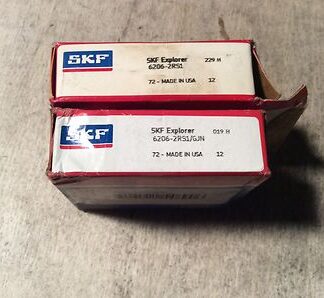 SKF
SKF Explorer 229 H
6206-2RS1
72 - MADE IN USA 12
SKF
SKF Explorer 019 H
6206-2RS1/GJN
72 - MADE IN USA 12